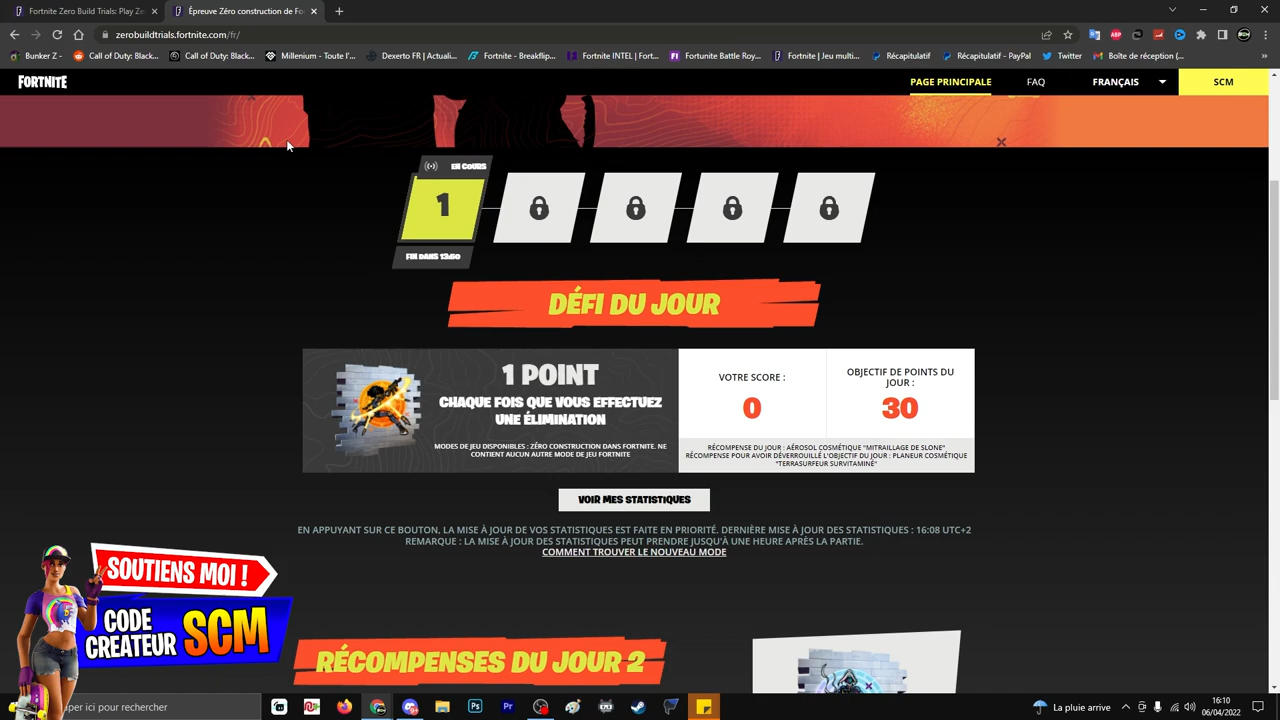 Fortnite Zero Build Trials Play Z
Épreuves Zéro construction de Fo
zerobuildtrials.fortnite.com/fr/
Bunker Z -
Call of Duty: Black...
Call of Duty: Black...
Millenium - Toute l'...
Dexerto FR | Actuali...
Fortnite - Breakflip...
Fortnite INTEL | Fort...
Fortunite Battle Roy...
Fortnite | Jeu multi...
Récapitulatif
Récapitulatif - PayPal
Twitter
Boîte de réception (...
FORTNITE
PAGE PRINCIPALE
FAQ
FRANÇAIS
SCM
EN COURS
1
FIN DANS 13:50
DÉFI DU JOUR
1 POINT
CHAQUE FOIS QUE VOUS EFFECTUEZ
UNE ÉLIMINATION
MODES DE JEU DISPONIBLES : ZÉRO CONSTRUCTION DANS FORTNITE. NE
CONTIENT AUCUN AUTRE MODE DE JEU FORTNITE
VOTRE SCORE :
0
OBJECTIF DE POINTS DU
JOUR :
30
RÉCOMPENSE DU JOUR : AÉROSOL COSMÉTIQUE "MITRAILLAGE DE SLONE"
RÉCOMPENSE POUR AVOIR DÉVERROUILLÉ L'OBJECTIF DU JOUR : PLANEUR COSMÉTIQUE
"TERRASURFEUR SURVITAMINÉ"
VOIR MES STATISTIQUES
EN APPUYANT SUR CE BOUTON, LA MISE À JOUR DE VOS STATISTIQUES EST FAITE EN PRIORITÉ. DERNIÈRE MISE À JOUR DES STATISTIQUES : 16:08 UTC+2
REMARQUE : LA MISE À JOUR DES STATISTIQUES PEUT PRENDRE JUSQU'À UNE HEURE APRÈS LA PARTIE.
COMMENT TROUVER LE NOUVEAU MODE
SOUTIENS MOI !
CODE
CREATEUR SCM
RÉCOMPENSES DU JOUR 2
per ici pour rechercher
La pluie arrive
16:10
06/04/2022